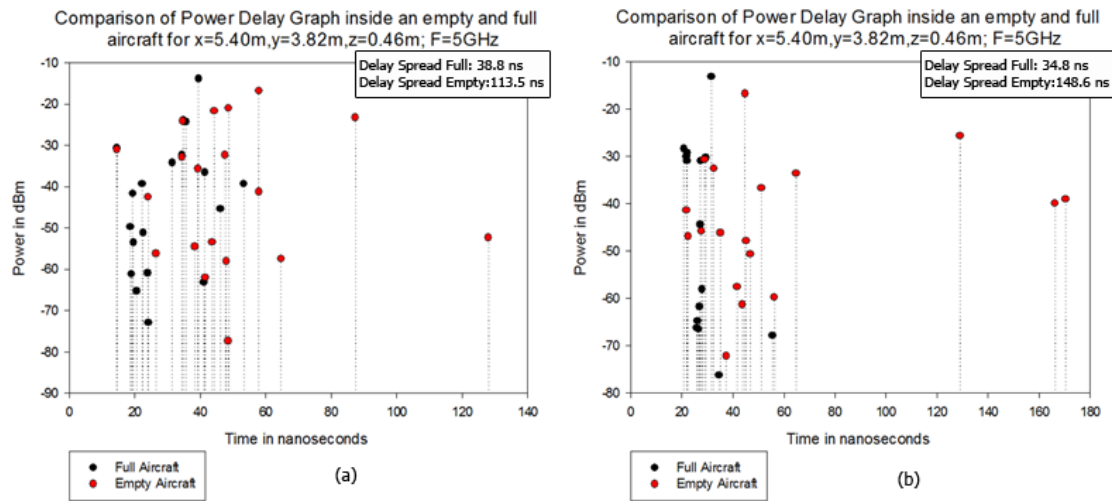 Comparison of Power Delay Graph inside an empty and full
aircraft for x=5.40m,y=3.82m,z=0.46m; F=5GHz
Delay Spread Full: 38.8 ns
Delay Spread Empty:113.5 ns
Power in dBm
-10
-20
-30
-40
-50
-60
-70
-80
-90
0 20 40 60 80 100 120 140
Time in nanoseconds
Full Aircraft
Empty Aircraft
(a)
Comparison of Power Delay Graph inside an empty and full
aircraft for x=5.40m,y=3.82m,z=0.46m; F=5GHz
Delay Spread Full: 34.8 ns
Delay Spread Empty:148.6 ns
Power in dBm
-10
-20
-30
-40
-50
-60
-70
-80
0 20 40 60 80 100 120 140 160 180
Time in nanoseconds
Full Aircraft
Empty Aircraft
(b)